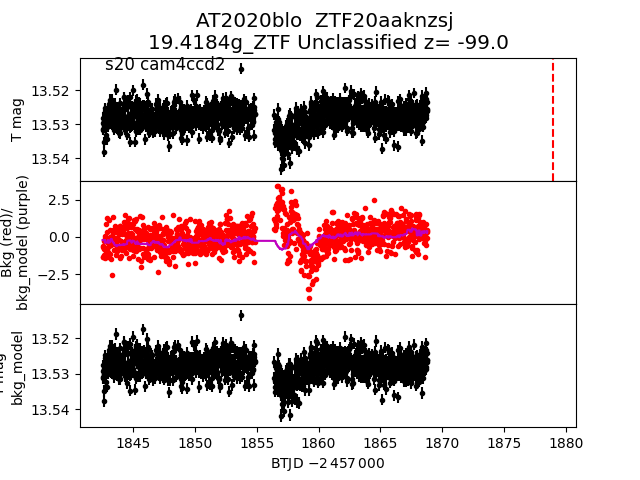 AT2020blo  ZTF20aaknzsj
19.4184g_ZTF Unclassified z= -99.0
s20 cam4ccd2
T mag
13.52
13.53
13.54
Bkg (red)/
bkg_model (purple)
2.5
0.0
−2.5
mag
bkg_model
13.52
13.53
13.54
1845 1850 1855 1860 1865 1870 1875 1880
BTJD −2 457 000